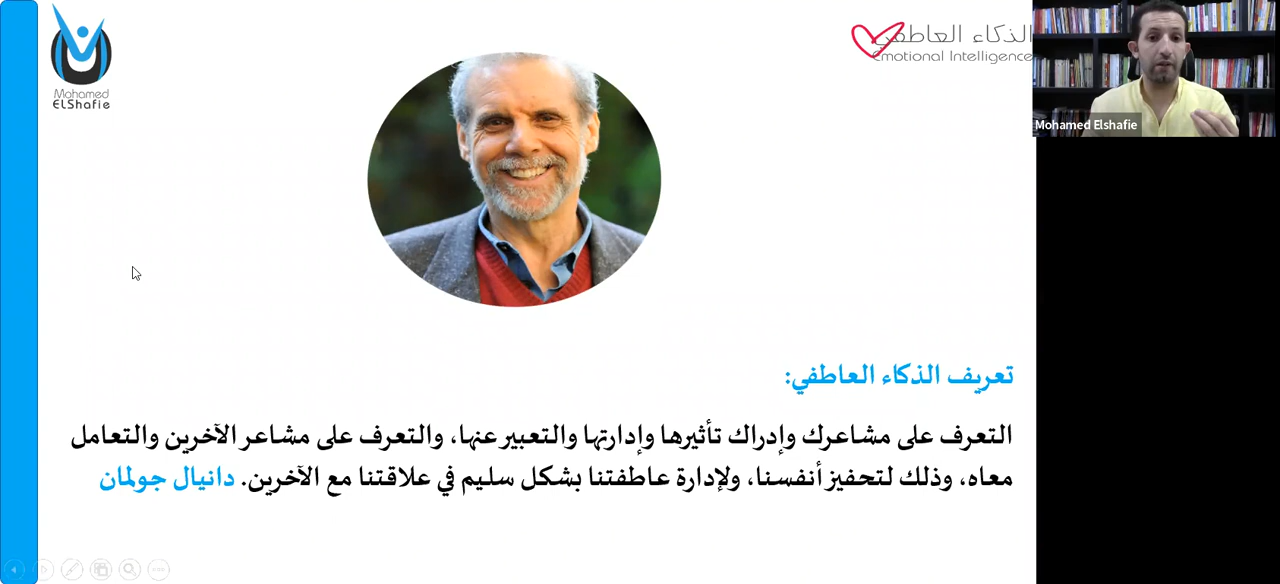 Mohamed
ELShafie
الذكاء العاطفي
Emotional Intelligence
Mohamed Elshafie
تعريف الذكاء العاطفي:
التعرف على مشاعرك وإدراك تأثيرها وإدارتها والتعبير عنها، والتعرف على مشاعر الآخرين والتعامل
معاه، وذلك لتحفيز أنفسنا، ولإدارة عاطفتنا بشكل سليم في علاقتنا مع الآخرين. دانيال جولمان